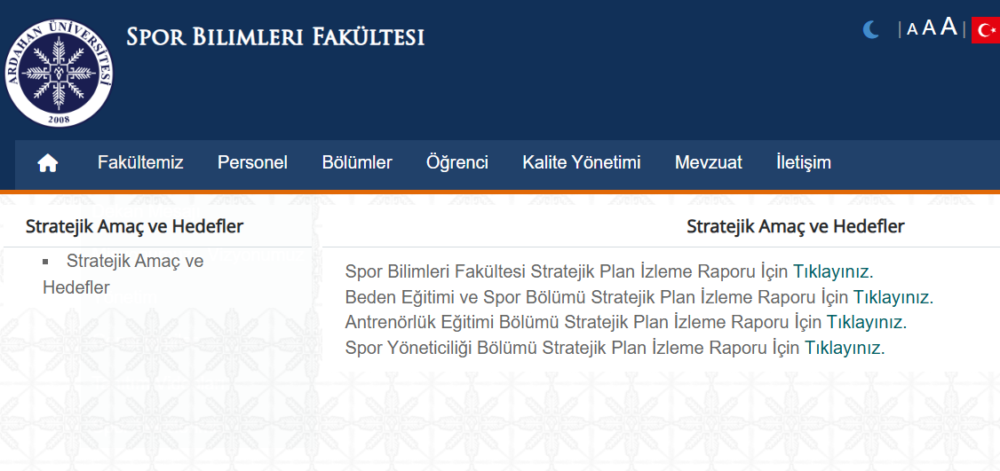 ARDAHAN ÜNİVERSİTESİ
2008
SPOR BILIMLERI FAKÜLTESI
| A A A |
Fakültemiz Personel Bölümler Öğrenci Kalite Yönetimi Mevzuat İletişim
Stratejik Amaç ve Hedefler
Stratejik Amaç ve
Hedefler
Stratejik Amaç ve Hedefler
Spor Bilimleri Fakültesi Stratejik Plan İzleme Raporu İçin Tıklayınız.
Beden Eğitimi ve Spor Bölümü Stratejik Plan İzleme Raporu İçin Tıklayınız.
Antrenörlük Eğitimi Bölümü Stratejik Plan İzleme Raporu İçin Tıklayınız.
Spor Yöneticiliği Bölümü Stratejik Plan İzleme Raporu İçin Tıklayınız.